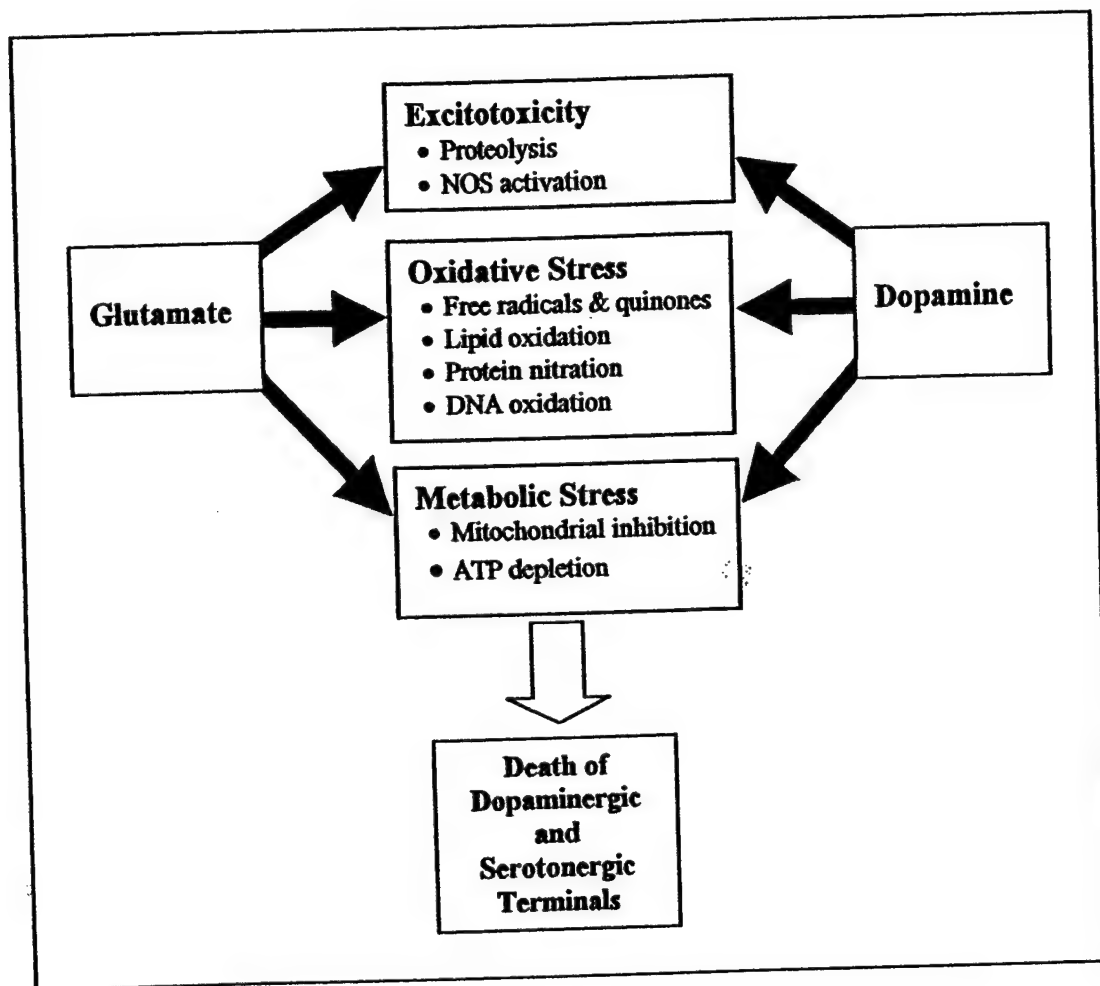 Excitotoxicity
• Proteolysis
• NOS activation
Glutamate
Oxidative Stress
• Free radicals & quinones
• Lipid oxidation
• Protein nitration
• DNA oxidation
Dopamine
Metabolic Stress
• Mitochondrial inhibition
• ATP depletion
Death of
Dopaminergic
and
Serotonergic
Terminals